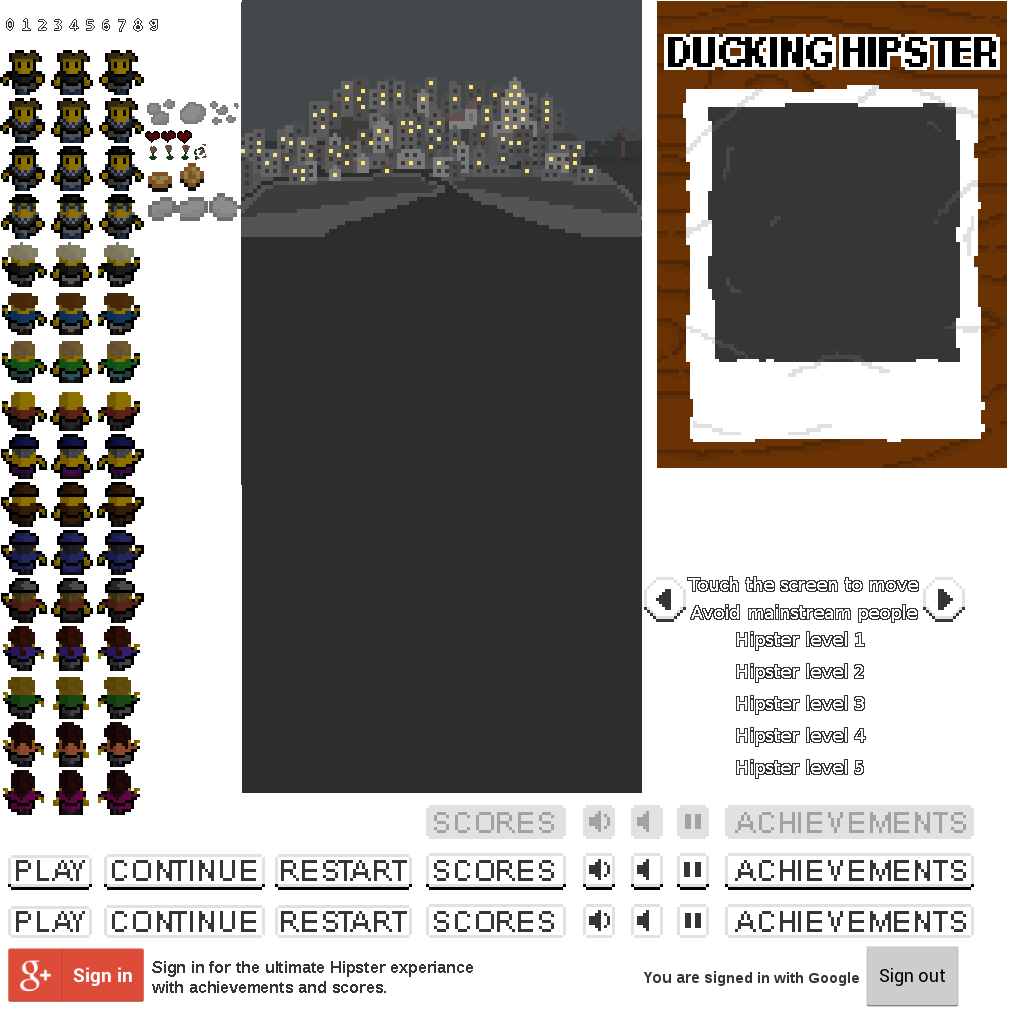 0 1 2 3 4 5 6 7 8 9
DUCKING HIPSTER
Touch the screen to move
Avoid mainstream people
Hipster level 1
Hipster level 2
Hipster level 3
Hipster level 4
Hipster level 5
SCORES ACHIEVEMENTS
PLAY CONTINUE RESTART SCORES ACHIEVEMENTS
PLAY CONTINUE RESTART SCORES ACHIEVEMENTS
g+ Sign in
Sign in for the ultimate Hipster experiance
with achievements and scores.
You are signed in with Google
Sign out